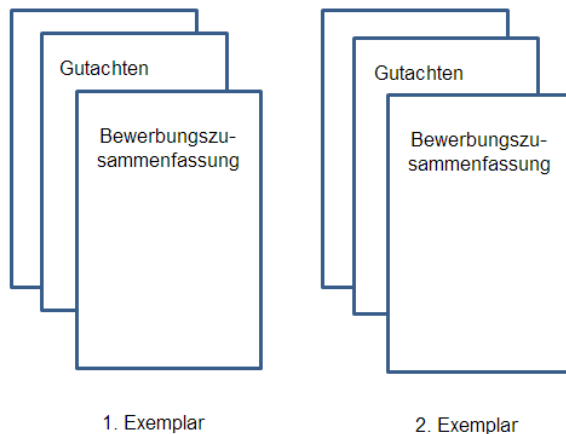 Gutachten
Bewerbungszu-
sammenfassung
1. Exemplar
Gutachten
Bewerbungszu-
sammenfassung
2. Exemplar